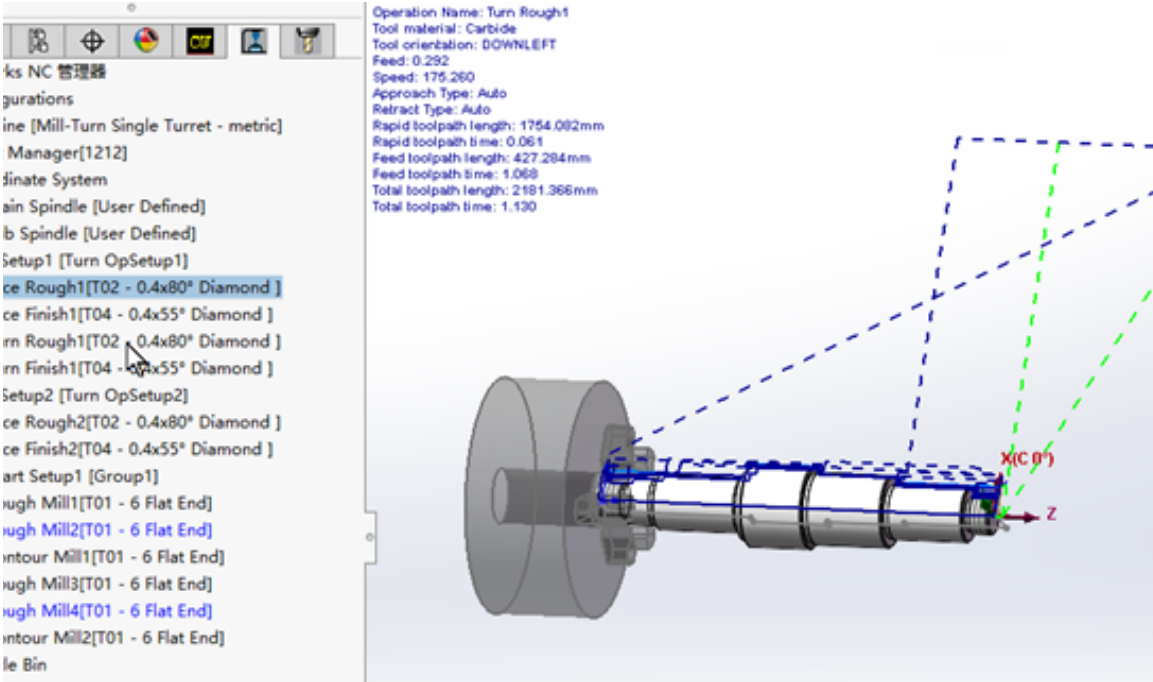 Operation Name: Turn Rough1
Tool material: Carbide
Tool orientation: DOWNLEFT
Feed: 0.292
Speed: 175.260
Approach Type: Auto
Retract Type: Auto
Rapid toolpath length: 1754.082mm
Rapid toolpath time: 0.061
Feed toolpath length: 427.284mm
Feed toolpath time: 1.068
Total toolpath length: 2181.366mm
Total toolpath time: 1.130
rks NC 管理器
gurations
ine [Mill-Turn Single Turret - metric]
Manager[1212]
dinate System
ain Spindle [User Defined]
b Spindle [User Defined]
Setup1 [Turn OpSetup1]
ce Rough1[T02 - 0.4x80° Diamond ]
ce Finish1[T04 - 0.4x55° Diamond ]
rn Rough1[T02 - 0.4x80° Diamond ]
rn Finish1[T04 - 0.4x55° Diamond ]
Setup2 [Turn OpSetup2]
ce Rough2[T02 - 0.4x80° Diamond ]
ce Finish2[T04 - 0.4x55° Diamond ]
art Setup1 [Group1]
ough Mill1[T01 - 6 Flat End]
ough Mill2[T01 - 6 Flat End]
ontour Mill1[T01 - 6 Flat End]
ough Mill3[T01 - 6 Flat End]
ough Mill4[T01 - 6 Flat End]
ontour Mill2[T01 - 6 Flat End]
le Bin
X(C 0°)
Z